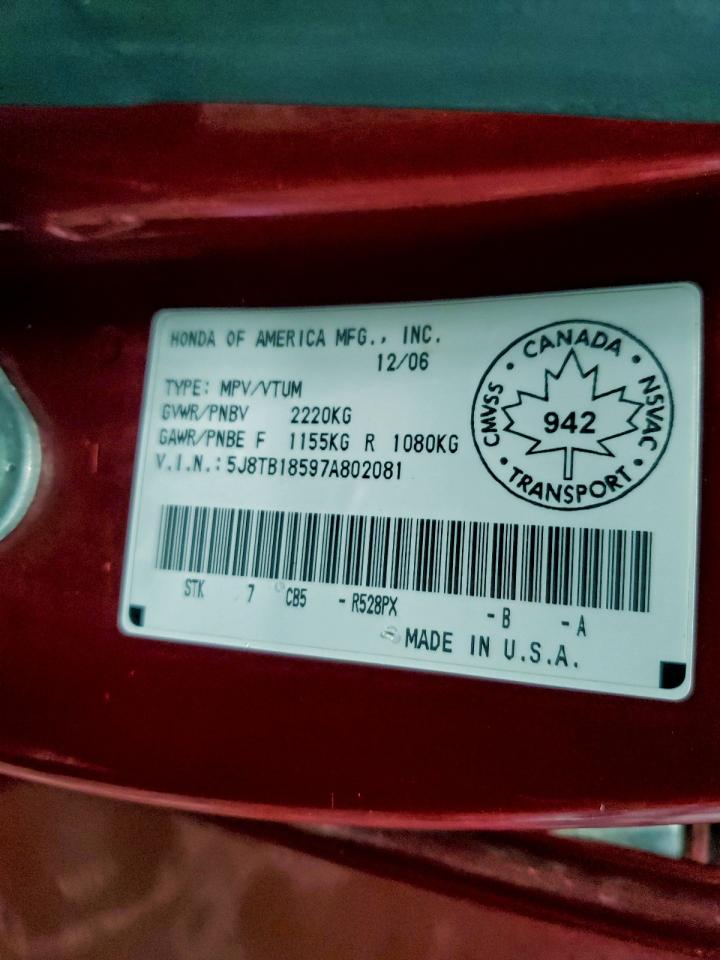 HONDA OF AMERICA MFG., INC.
12/06
TYPE: MPV/VTUM
GVWR/PNBV 2220KG
GAWR/PNBE F 1155KG R 1080KG
V.I.N.: 5J8TB18597A802081
CANADA
CMVSS
942
NSVAC
TRANSPORT
STK 7 CB5 - R528PX - B - A
MADE IN U.S.A.